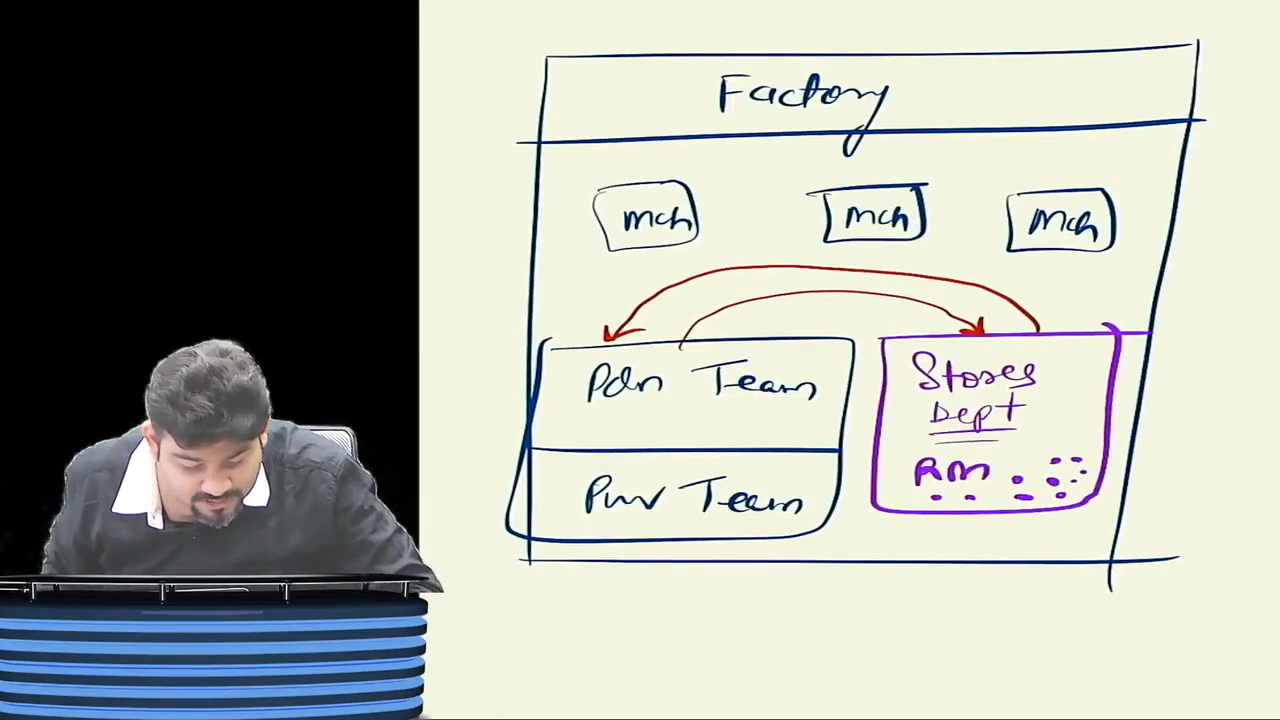 Factory
mch mch mch
Pdn Team
Pur Team
Stores
Dept
RM